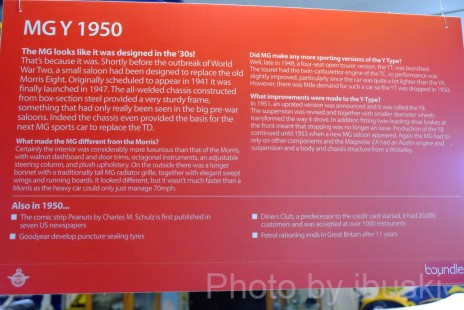 MG Y 1950
The MG looks like it was designed in the '30s!
That's because it was. Shortly before the outbreak of World
War Two, a small saloon had been designed to replace the old
Morris Eight. Originally scheduled to appear in 1941 it was
finally launched in 1947. The all-welded chassis constructed
from box-section steel provided a very sturdy frame,
something that had only really been seen in the big pre-war
saloons. Indeed the chassis even provided the basis for the
next MG sports car to replace the TD.
What made the MG different from the Morris?
Certainly the interior was considerably more luxurious than that of the Morris,
with walnut dashboard and door trims, octagonal instruments, an adjustable
steering column, and plush upholstery. On the outside there was a longer
bonnet with a traditional tall MG radiator grille, together with elegant swept
wings and running boards. It looked different, but it wasn't much faster than a
Morris as the heavy car could only just manage 70mph.
Did MG make any more sporting versions of the Y Type?
Well, late in 1948, a four-seat open tourer version, the YT, was launched.
The tourer had the twin-carburettor engine of the TC, so performance was
slightly improved, particularly since the car was quite a lot lighter than the YA.
However, there was little demand for such a car so the YT was dropped in 1950.
What improvements were made to the Y Type?
In 1951, an uprated version was announced and it was called the YB.
The suspension was revised and together with smaller diameter wheels
transformed the way it drove. In addition fitting twin leading-shoe brakes at
the front meant that stopping was no longer an issue. Production of the YB
continued until 1953 when a new MG saloon appeared. Again the MG had to
rely on other components and the Magnette ZA had an Austin engine and
suspension and a body and chassis structure from a Wolseley.
Also in 1950...
The comic strip Peanuts by Charles M. Schulz is first published in
seven US newspapers
Goodyear develop puncture sealing tyres
Diners Club, a predecessor to the credit card started, it had 20,000
customers and was accepted at over 1000 restaurants
Petrol rationing ends in Great Britain after 11 years
boundless
Photo by ibuski